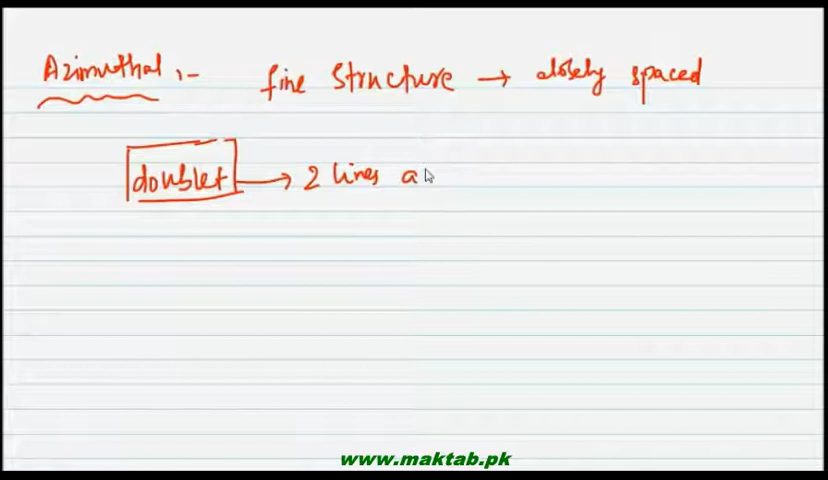 Azimuthal :- fine structure → closely spaced
doublet → 2 lines a
www.maktab.pk